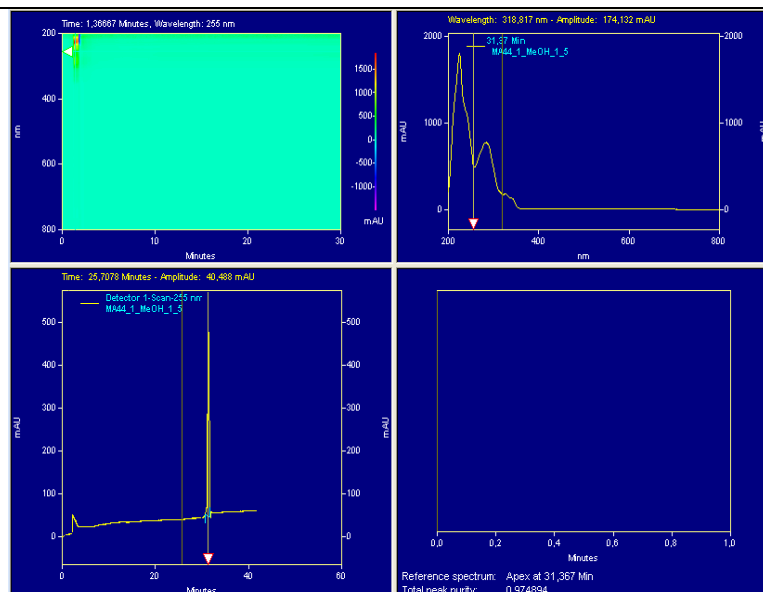 Time: 1,36667 Minutes, Wavelength: 255 nm
200
400
600
800
nm
0
10
20
30
Minutes
1500
1000
500
0
-1000
mAU
Wavelength: 318,817 nm - Amplitude: 174,132 mAU
31,37 Min
MA44_1_MeOH_1_5
2000
1000
0
mAU
2000
1000
0
mAU
200
400
600
800
nm
Time: 25,7078 Minutes - Amplitude: 40,488 mAU
Detector 1-Scan-255 nm
MA44_1_MeOH_1_5
500
400
300
200
100
0
mAU
500
400
300
200
100
0
mAU
0
20
40
60
Minutes
0,0
0,2
0,4
0,6
0,8
1,0
Minutes
Reference spectrum: Apex at 31,367 Min
Total peak purity: 0,974894